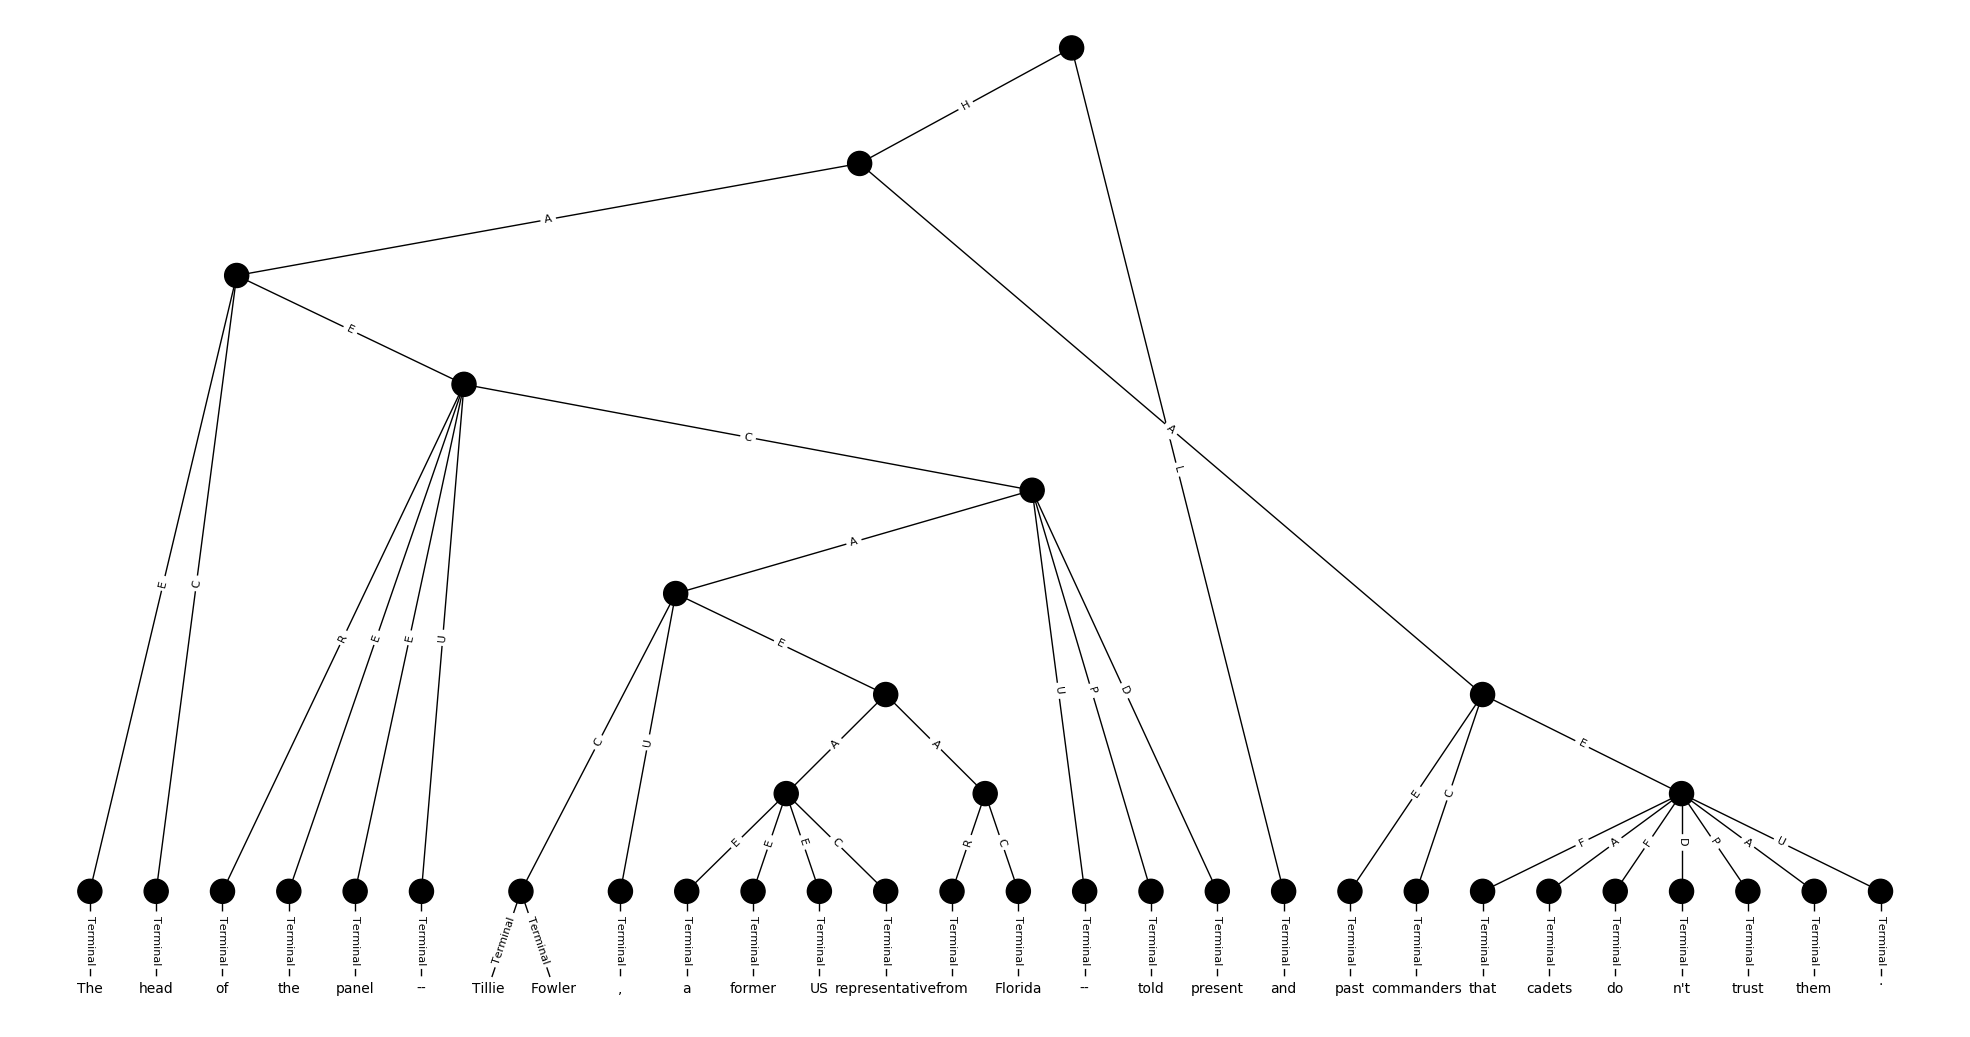 H
A
E
C
A
L
A
E
C
R
E
E
U
E
U
P
D
C
U
A
A
E
E
C
E
F
A
F
D
P
A
U
E
E
E
C
R
C
Terminal Terminal Terminal Terminal Terminal Terminal Terminal Terminal Terminal Terminal Terminal Terminal Terminal Terminal Terminal Terminal Terminal Terminal Terminal Terminal Terminal Terminal Terminal Terminal Terminal Terminal Terminal
The head of the panel -- Tillie Fowler , a former US representative from Florida -- told present and past commanders that cadets do n't trust them .